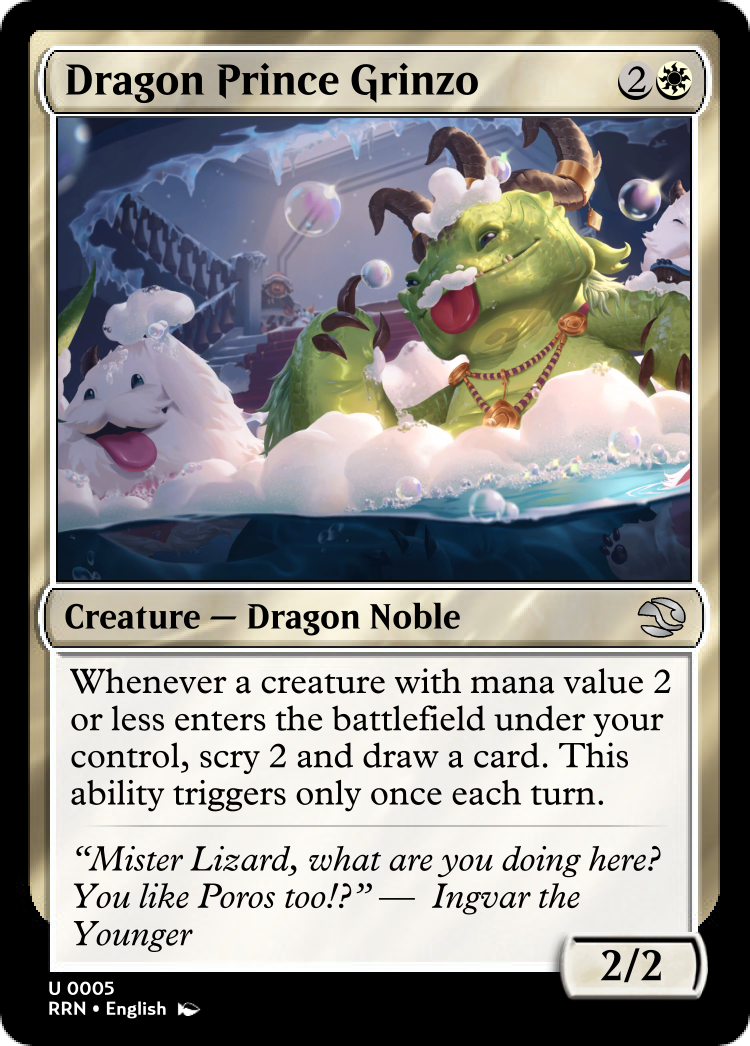 Dragon Prince Grinzo
2
Creature — Dragon Noble
Whenever a creature with mana value 2
or less enters the battlefield under your
control, scry 2 and draw a card. This
ability triggers only once each turn.
“Mister Lizard, what are you doing here?
You like Poros too!?” — Ingvar the
Younger
2/2
U 0005
RRN • English